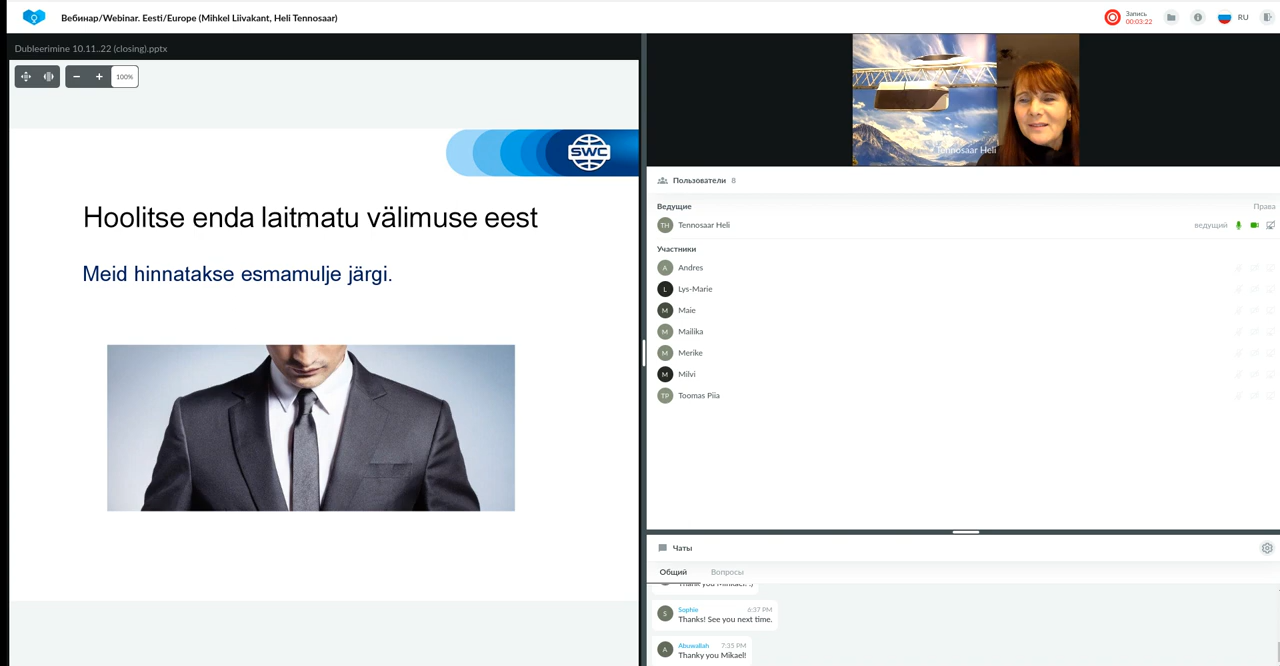 Вебинар/Webinar. Eesti/Europe (Mihkel Liivakant, Heli Tennosaar)
Запись
00:03:22
RU
Dubleerimine 10.11..22 (closing).pptx
100%
SWC
Hoolitse enda laitmatu välimuse eest
Meid hinnatakse esmamulje järgi.
Tennosaar Heli
Пользователи 8
Ведущие
Права
TH Tennosaar Heli
ведущий
Участники
A Andres
L Lys-Marie
M Maie
M Mailika
M Merike
M Milvi
TP Toomas Piia
Чаты
Общий
Вопросы
Thank you
S Sophie 6:37 PM
Thanks! See you next time.
A Abuwallah 7:35 PM
Thanky you Mikael!